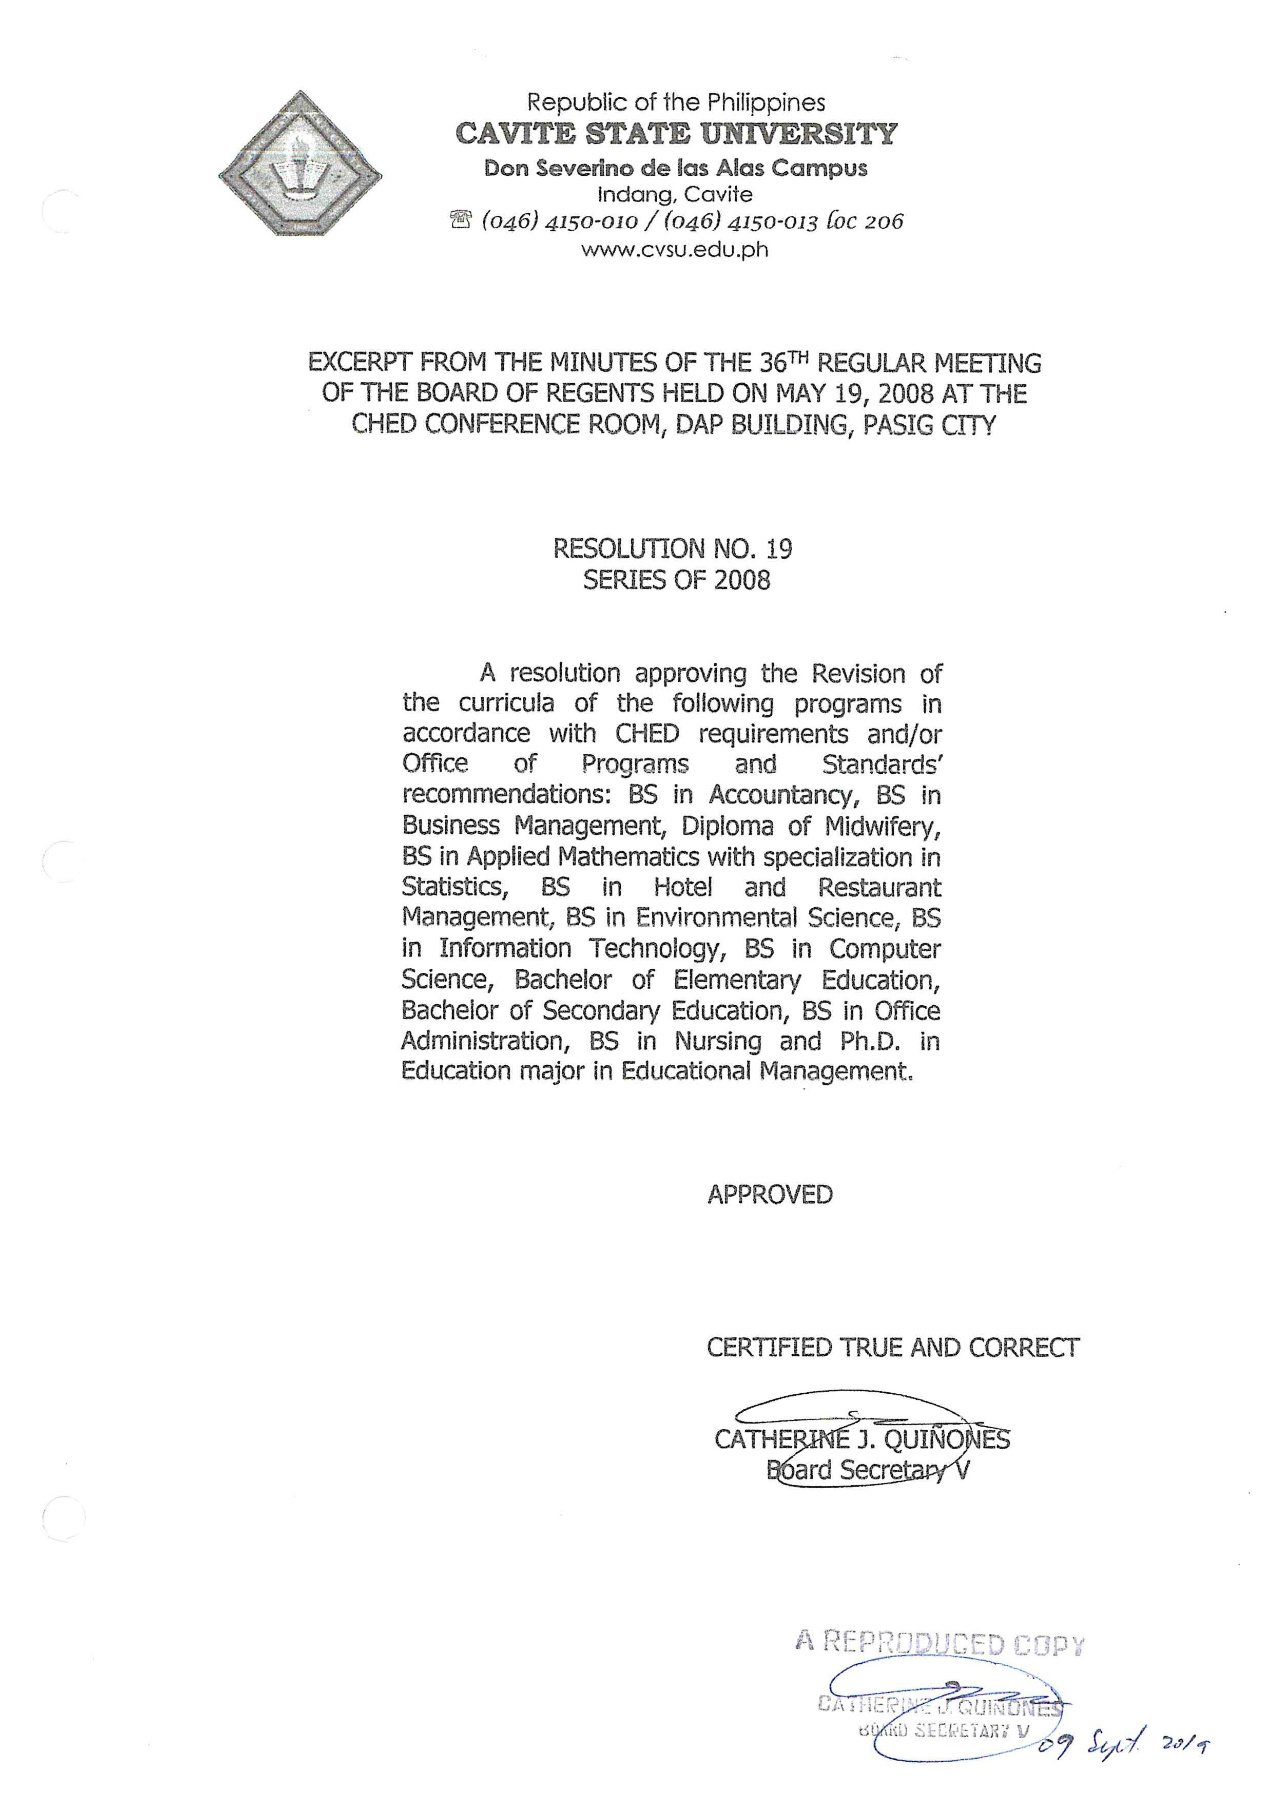 Republic of the Philippines
CAVITE STATE UNIVERSITY
Don Severino de las Alas Campus
Indang, Cavite
☎ (046) 4150-010 / (046) 4150-013 loc 206
www.cvsu.edu.ph
EXCERPT FROM THE MINUTES OF THE 36TH REGULAR MEETING
OF THE BOARD OF REGENTS HELD ON MAY 19, 2008 AT THE
CHED CONFERENCE ROOM, DAP BUILDING, PASIG CITY
RESOLUTION NO. 19
SERIES OF 2008
A resolution approving the Revision of
the curricula of the following programs in
accordance with CHED requirements and/or
Office of Programs and Standards'
recommendations: BS in Accountancy, BS in
Business Management, Diploma of Midwifery,
BS in Applied Mathematics with specialization in
Statistics, BS in Hotel and Restaurant
Management, BS in Environmental Science, BS
in Information Technology, BS in Computer
Science, Bachelor of Elementary Education,
Bachelor of Secondary Education, BS in Office
Administration, BS in Nursing and Ph.D. in
Education major in Educational Management.
APPROVED
CERTIFIED TRUE AND CORRECT
CATHERINE J. QUIÑONES
Board Secretary V
A REPRODUCED COPY
CATHERINE J. QUINONES
BOARD SECRETARY V
09 Sept. 2019